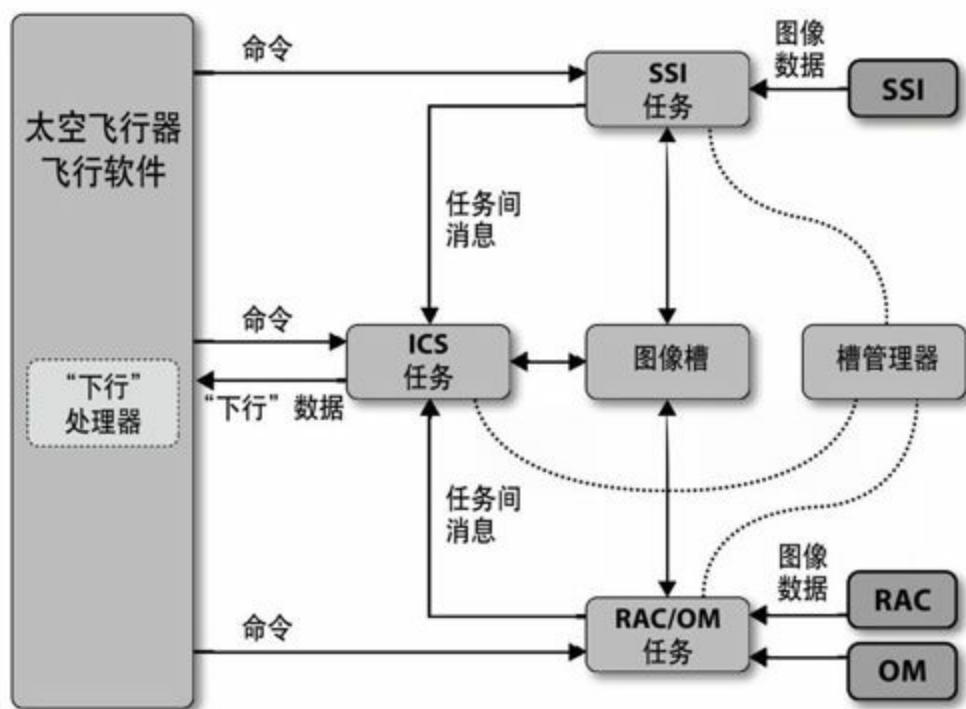 太空飞行器
飞行软件
命令
SSI
任务
图像
数据
SSI
任务间
消息
命令
ICS
任务
图像槽
槽管理器
“下行”
处理器
“下行” 数据
任务间
消息
图像
数据
RAC
命令
RAC/OM
任务
OM